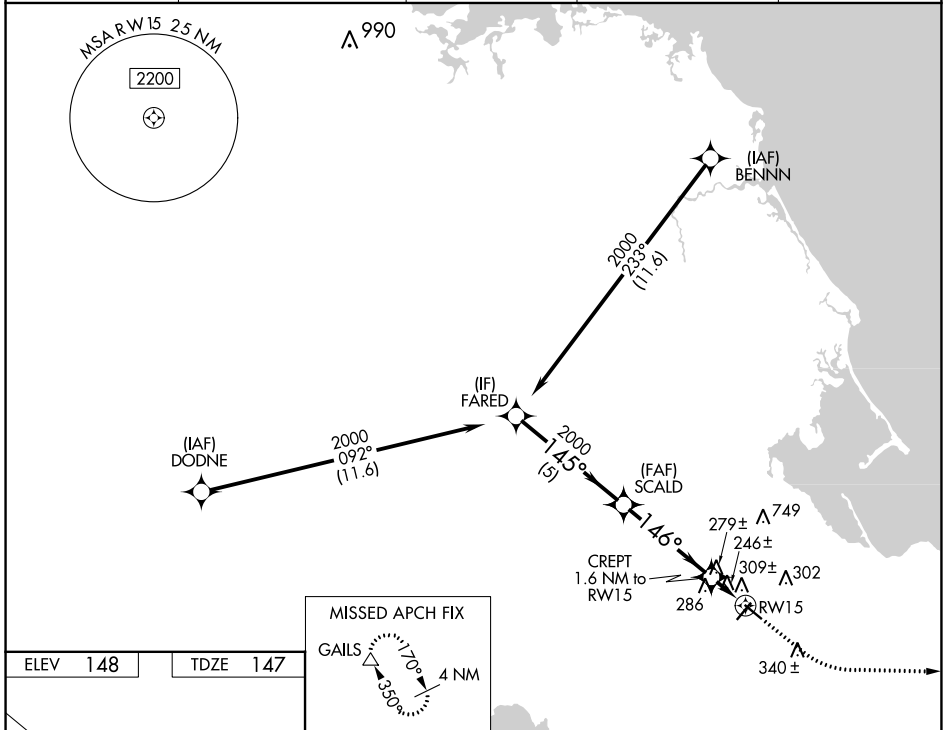 MSA RW15 25 NM
2200
990
(IAF)
BENNN
2000
233°
(11.6)
(IF)
FARED
(IAF)
DODNE
2000
092°
(11.6)
2000
145°
(5)
(FAF)
SCALD
146°
279±
749
246±
CREPT
1.6 NM to
RW15
309±
302
286
RW15
340±
MISSED APCH FIX
GAILS
170°
350°
4 NM
ELEV 148
TDZE 147